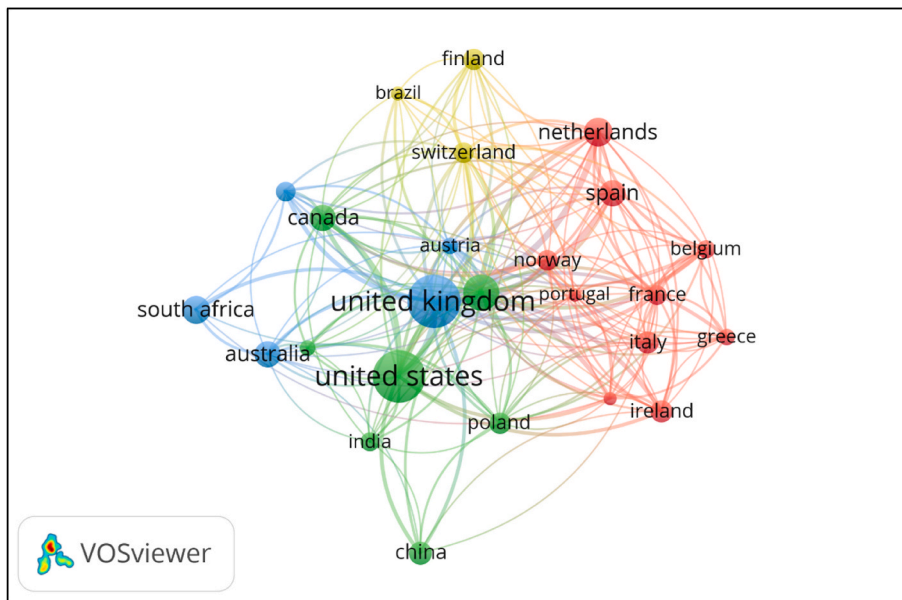 finland
brazil
netherlands
switzerland
spain
canada
austria
belgium
norway
portugal
france
united kingdom
south africa
italy
greece
australia
united states
ireland
poland
india
china
VOSviewer